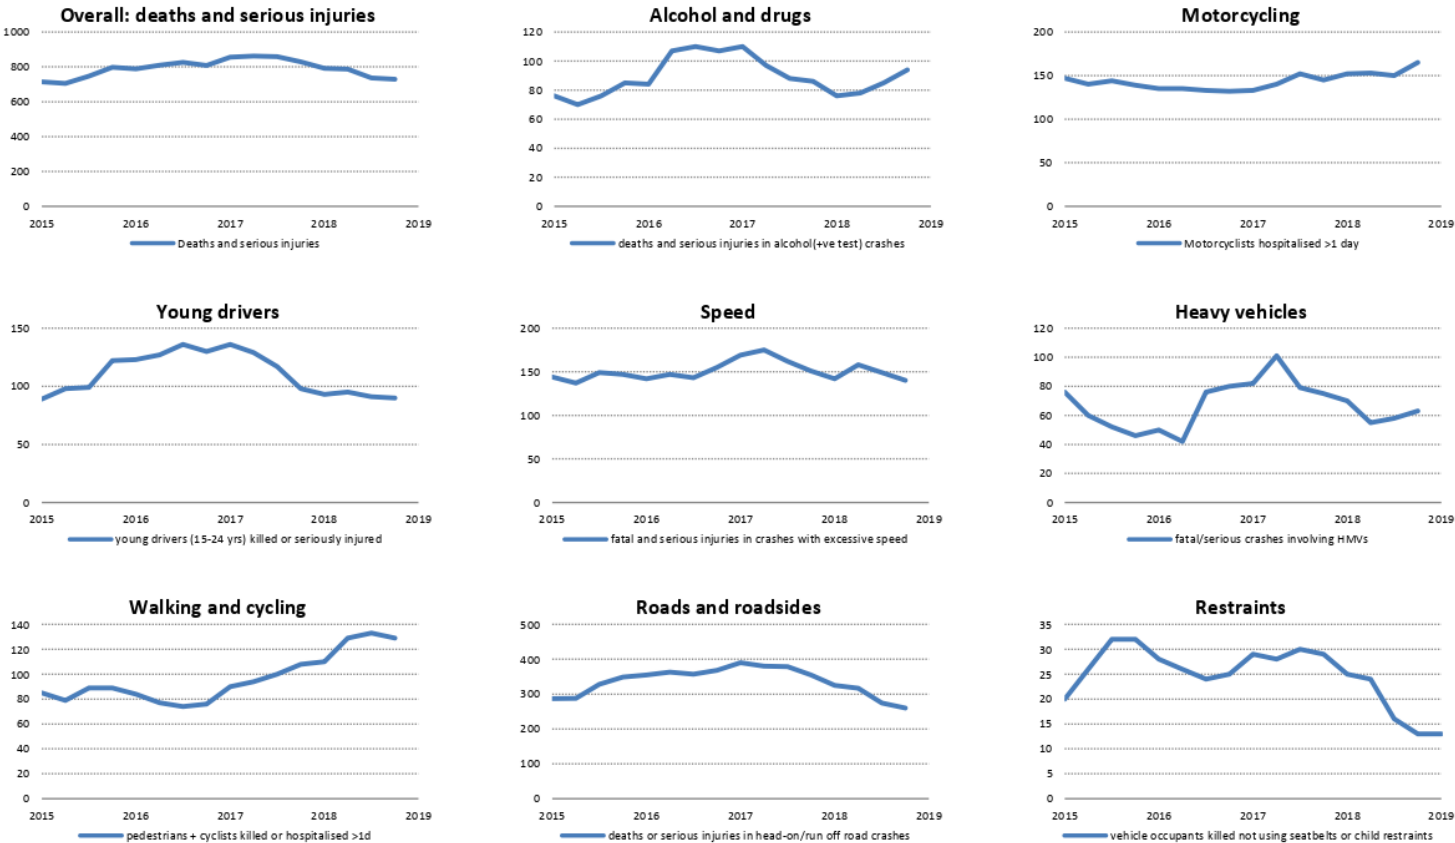 Overall: deaths and serious injuries
1000
800
600
400
200
0
2015 2016 2017 2018 2019
Deaths and serious injuries
Alcohol and drugs
120
100
80
60
40
20
0
2015 2016 2017 2018 2019
deaths and serious injuries in alcohol(+ve test) crashes
Motorcycling
200
150
100
50
0
2015 2016 2017 2018 2019
Motorcyclists hospitalised >1 day
Young drivers
150
100
50
0
2015 2016 2017 2018 2019
young drivers (15-24 yrs) killed or seriously injured
Speed
200
150
100
50
0
2015 2016 2017 2018 2019
fatal and serious injuries in crashes with excessive speed
Heavy vehicles
120
100
80
60
40
20
0
2015 2016 2017 2018 2019
fatal/serious crashes involving HMVs
Walking and cycling
140
120
100
80
60
40
20
0
2015 2016 2017 2018 2019
pedestrians + cyclists killed or hospitalised >1d
Roads and roadsides
500
400
300
200
100
0
2015 2016 2017 2018 2019
deaths or serious injuries in head-on/run off road crashes
Restraints
35
30
25
20
15
10
5
0
2015 2016 2017 2018 2019
vehicle occupants killed not using seatbelts or child restraints